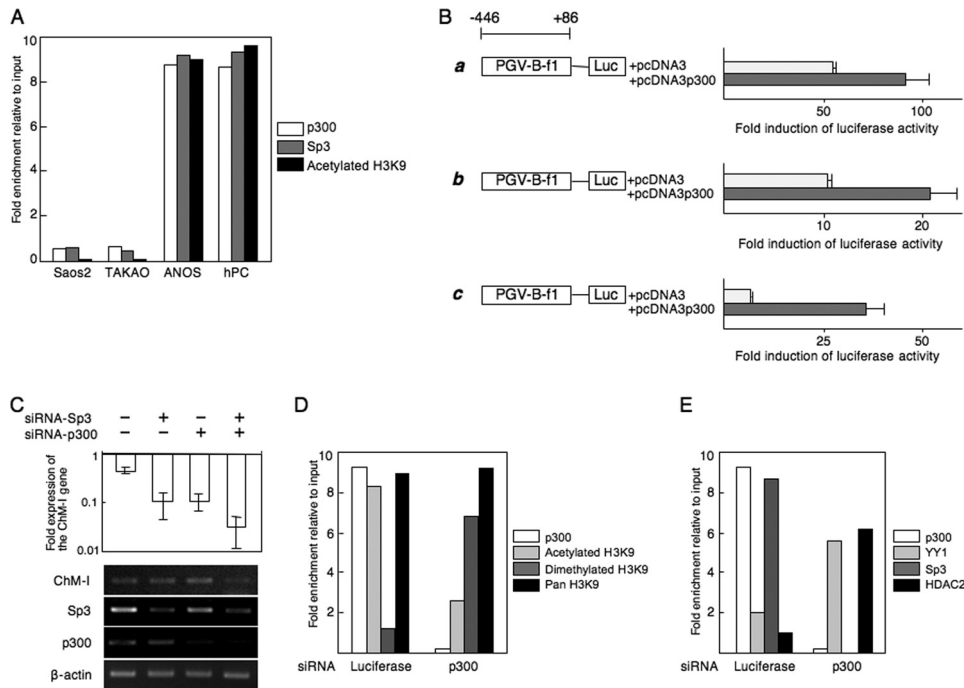 A
Fold enrichment relative to input
10
8
6
4
2
0
Saos2 TAKAO ANOS hPC
p300
Sp3
Acetylated H3K9
B
-446 +86
a PGV-B-f1 Luc +pcDNA3
+pcDNA3p300
50 100
Fold induction of luciferase activity
b PGV-B-f1 Luc +pcDNA3
+pcDNA3p300
10 20
Fold induction of luciferase activity
c PGV-B-f1 Luc +pcDNA3
+pcDNA3p300
25 50
Fold induction of luciferase activity
C
siRNA-Sp3 − + − +
siRNA-p300 − − + +
Fold expression of
the ChM-I gene
1
0.1
0.01
ChM-I
Sp3
p300
β-actin
D
Fold enrichment relative to input
10
8
6
4
2
siRNA Luciferase p300
p300
Acetylated H3K9
Dimethylated H3K9
Pan H3K9
E
Fold enrichment relative to input
10
8
6
4
2
siRNA Luciferase p300
p300
YY1
Sp3
HDAC2